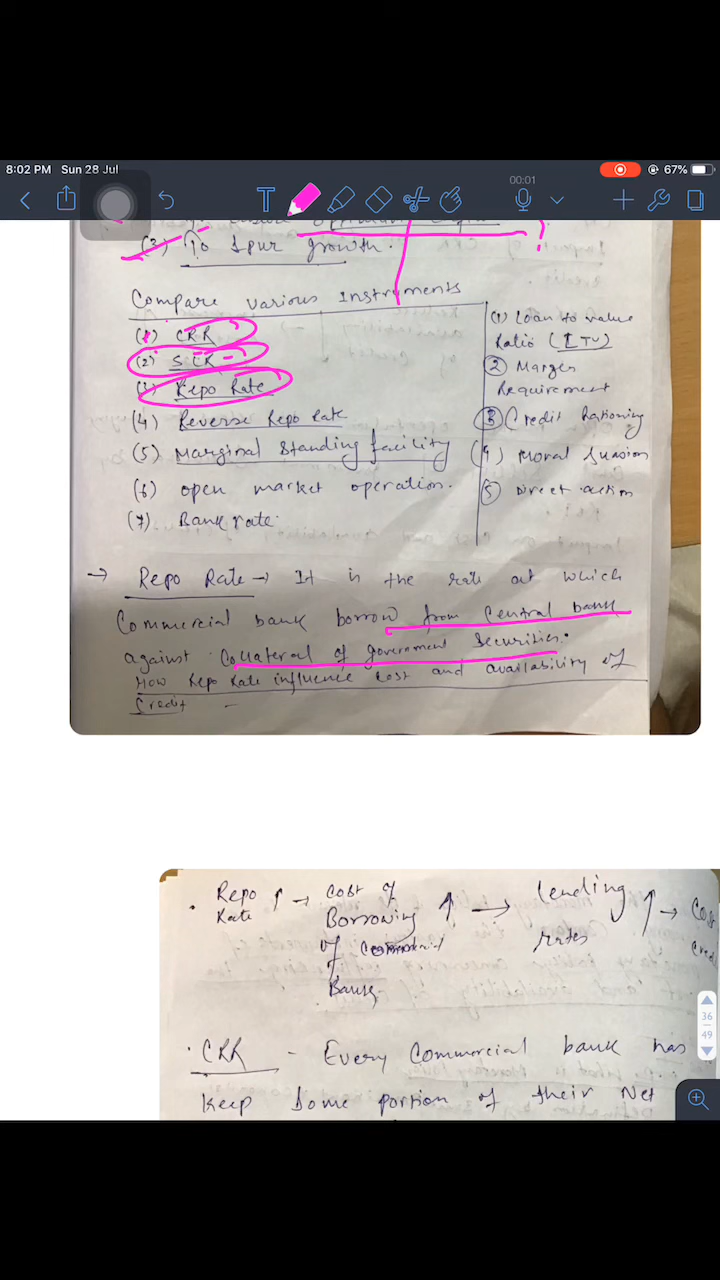 8:02 PM Sun 28 Jul
67%
00:01
T
(3) To spur growth. ?
Compare various Instruments
(1) CRR
(2) SLR
(3) Repo Rate
(4) Reverse Repo Rate
(5) Marginal Standing facility
(6) open market operation.
(7) Bank rate.
(1) Loan to value
Ratio (LTV)
(2) Margin
Requirement
(3) Credit Rationing
(4) Moral Suasion
(5) Direct action
→ Repo Rate → It is the rate at which
Commercial bank borrow from Central bank
against Collateral of government Securities.
How Repo Rate influence cost and availability of
Credit -
Repo Rate ↑ → Cost of Borrowing of Bank ↑ → lending rates ↑ →
· CRR - Every Commercial bank has
Keep Some portion of their Net
36
49